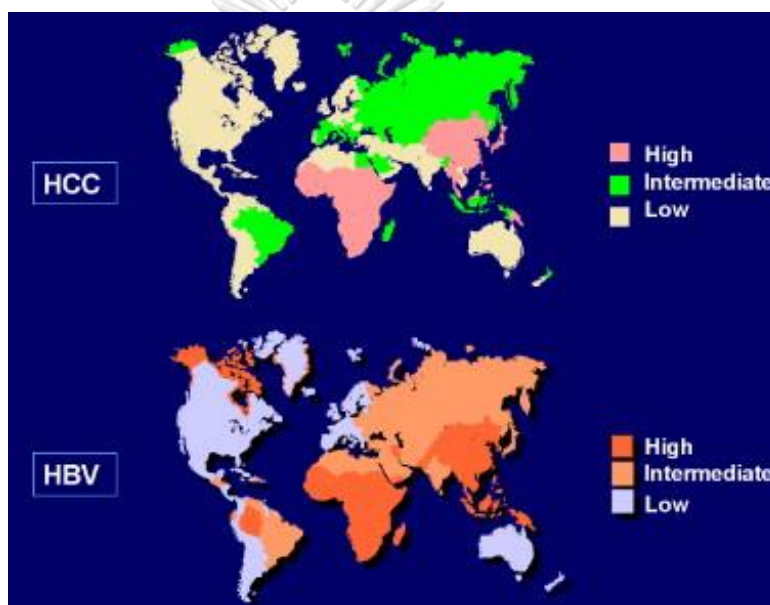 HCC
High
Intermediate
Low
HBV
High
Intermediate
Low